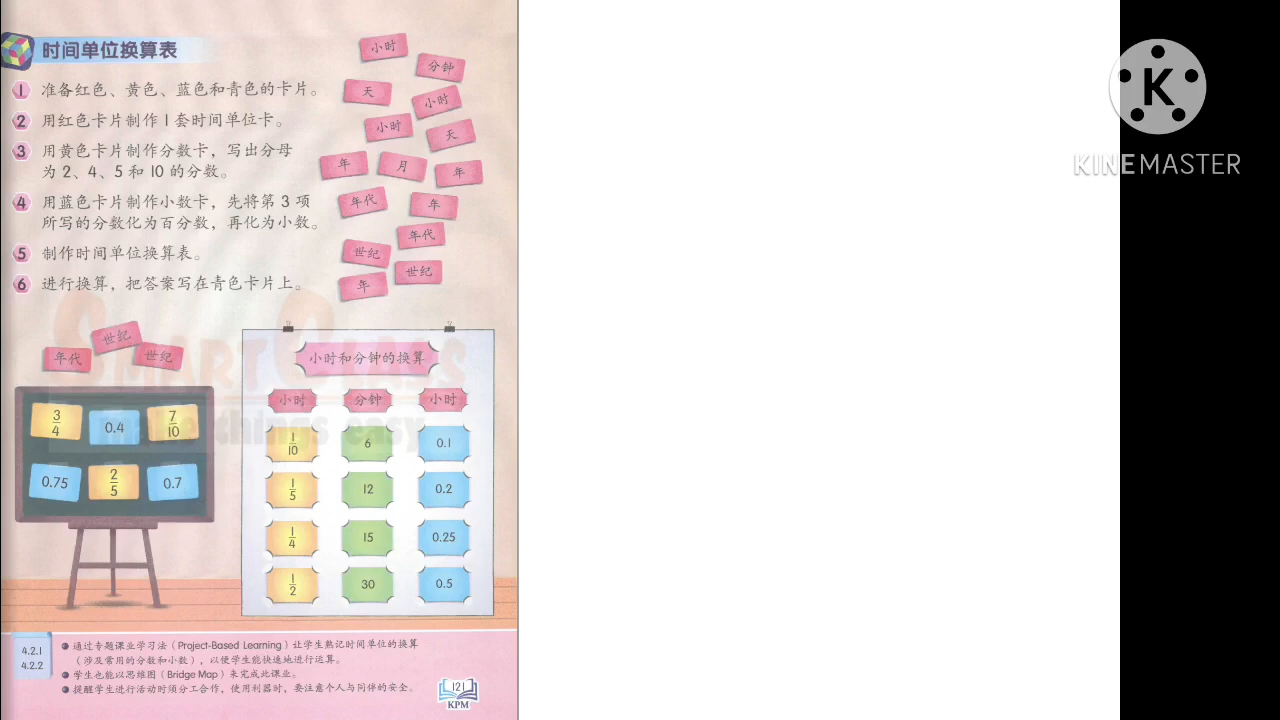 时间单位换算表
1 准备红色、黄色、蓝色和青色的卡片。
2 用红色卡片制作1套时间单位卡。
3 用黄色卡片制作分数卡，写出分母
为 2、4、5 和 10 的分数。
4 用蓝色卡片制作小数卡，先将第 3 项
所写的分数化为百分数，再化为小数。
5 制作时间单位换算表。
6 进行换算，把答案写在青色卡片上。
小时
分钟
天
小时
小时
天
年
月
年
年代
年
年代
世纪
世纪
年
世纪
年代
世纪
3/4 0.4 7/10
0.75 2/5 0.7
小时和分钟的换算
小时 分钟 小时
1/10 6 0.1
1/5 12 0.2
1/4 15 0.25
1/2 30 0.5
SMART CLASS
make things easy
4.2.1
4.2.2
● 通过专题课业学习法（Project-Based Learning）让学生熟记时间单位的换算
（涉及常用的分数和小数），以便学生能快速地进行运算。
● 学生也能以思维图（Bridge Map）来完成此课业。
● 提醒学生进行活动时须分工合作，使用利器时，要注意个人与同伴的安全。
121
KPM
K
KINEMASTER